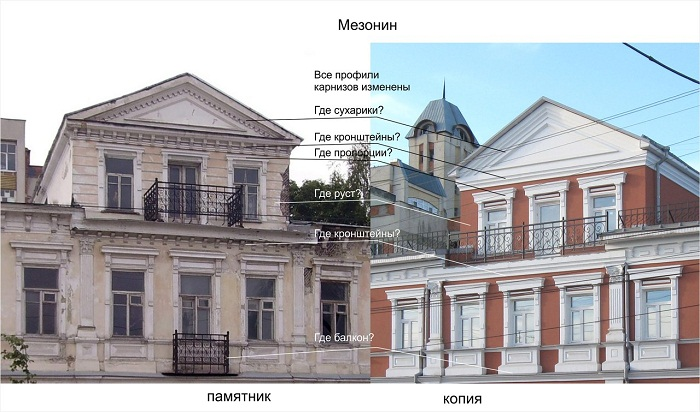 Мезонин
Все профили
карнизов изменены
Где сухарики?
Где кронштейны?
Где пропорции?
Где руст?
Где кронштейны?
Где балкон?
памятник
копия